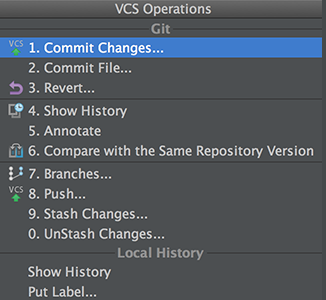 VCS Operations
Git
VCS 1. Commit Changes...
2. Commit File...
3. Revert...
4. Show History
5. Annotate
6. Compare with the Same Repository Version
7. Branches...
VCS 8. Push...
9. Stash Changes...
0. UnStash Changes...
Local History
Show History
Put Label...